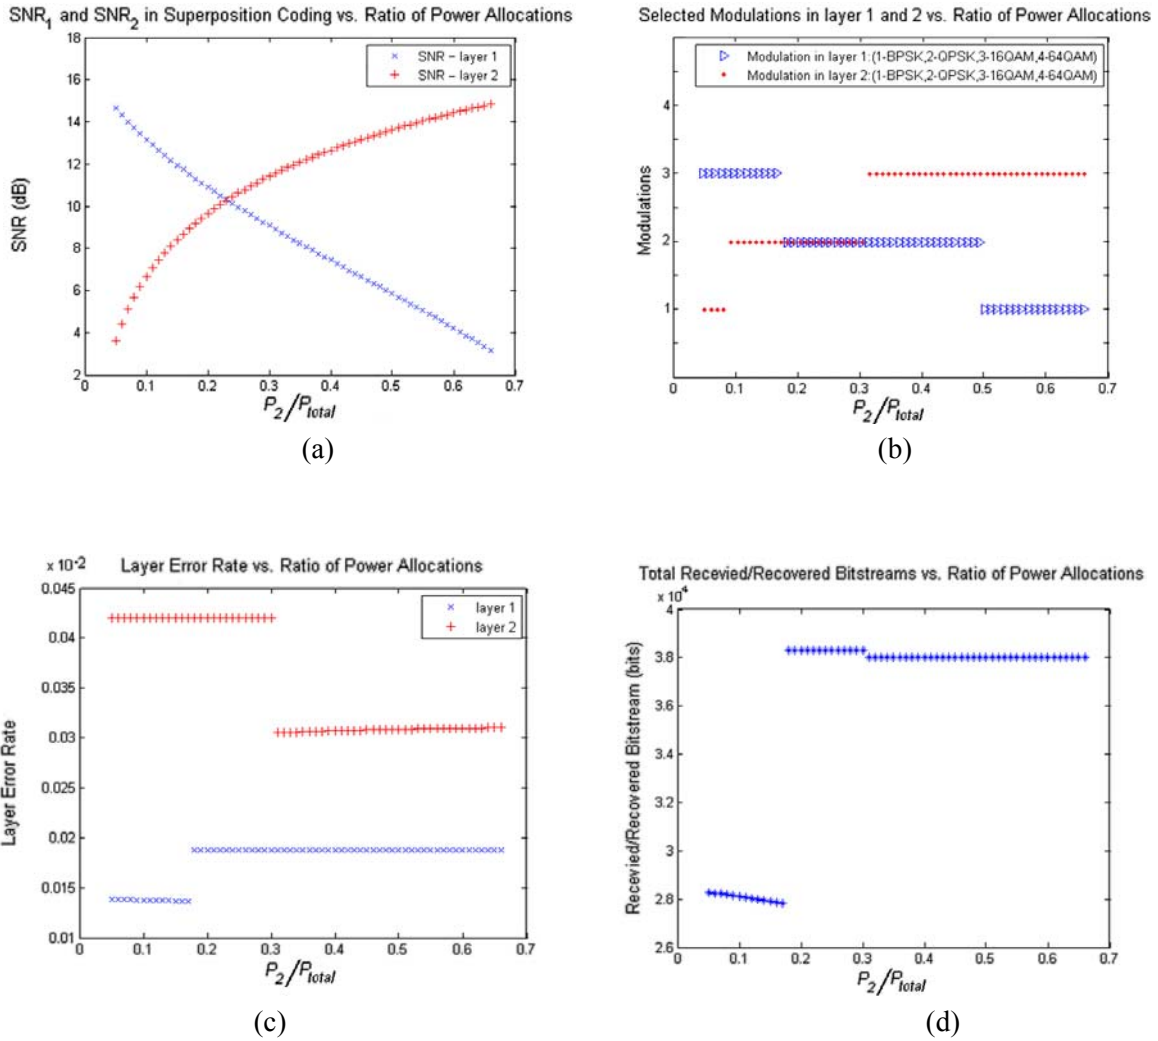 SNR1 and SNR2 in Superposition Coding vs. Ratio of Power Allocations
18
16
14
12
10
8
6
4
2
SNR (dB)
× SNR – layer 1
+ SNR – layer 2
0 0.1 0.2 0.3 0.4 0.5 0.6 0.7
P2/Ptotal
(a)
Selected Modulations in layer 1 and 2 vs. Ratio of Power Allocations
Modulation in layer 1:(1-BPSK,2-QPSK,3-16QAM,4-64QAM)
Modulation in layer 2:(1-BPSK,2-QPSK,3-16QAM,4-64QAM)
4
3
2
1
Modulations
0 0.1 0.2 0.3 0.4 0.5 0.6 0.7
P2/Ptotal
(b)
Layer Error Rate vs. Ratio of Power Allocations
x 10-2
0.045
0.04
0.035
0.03
0.025
0.02
0.015
0.01
Layer Error Rate
× layer 1
+ layer 2
0 0.1 0.2 0.3 0.4 0.5 0.6 0.7
P2/Ptotal
(c)
Total Recevied/Recovered Bitstreams vs. Ratio of Power Allocations
x 10⁴
4
3.8
3.6
3.4
3.2
3
2.8
2.6
Recevied/Recovered Bitstream (bits)
0 0.1 0.2 0.3 0.4 0.5 0.6 0.7
P2/Ptotal
(d)